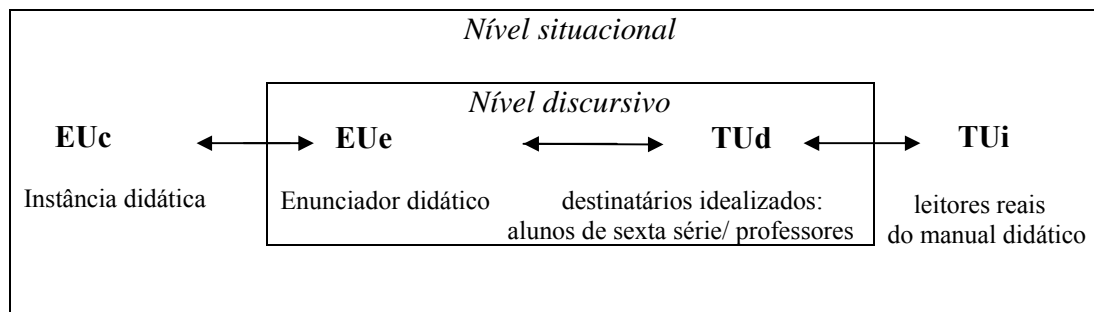 Nível situacional
Nível discursivo
EUc EUe TUd TUi
Instância didática Enunciador didático destinatários idealizados: leitores reais
alunos de sexta série/ professores do manual didático